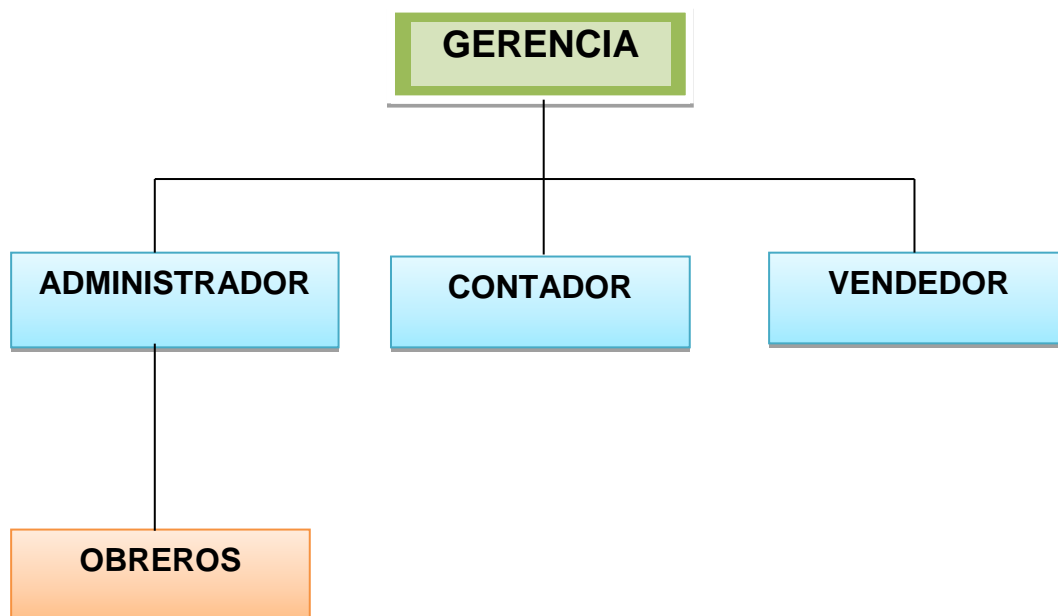 GERENCIA
ADMINISTRADOR
CONTADOR
VENDEDOR
OBREROS